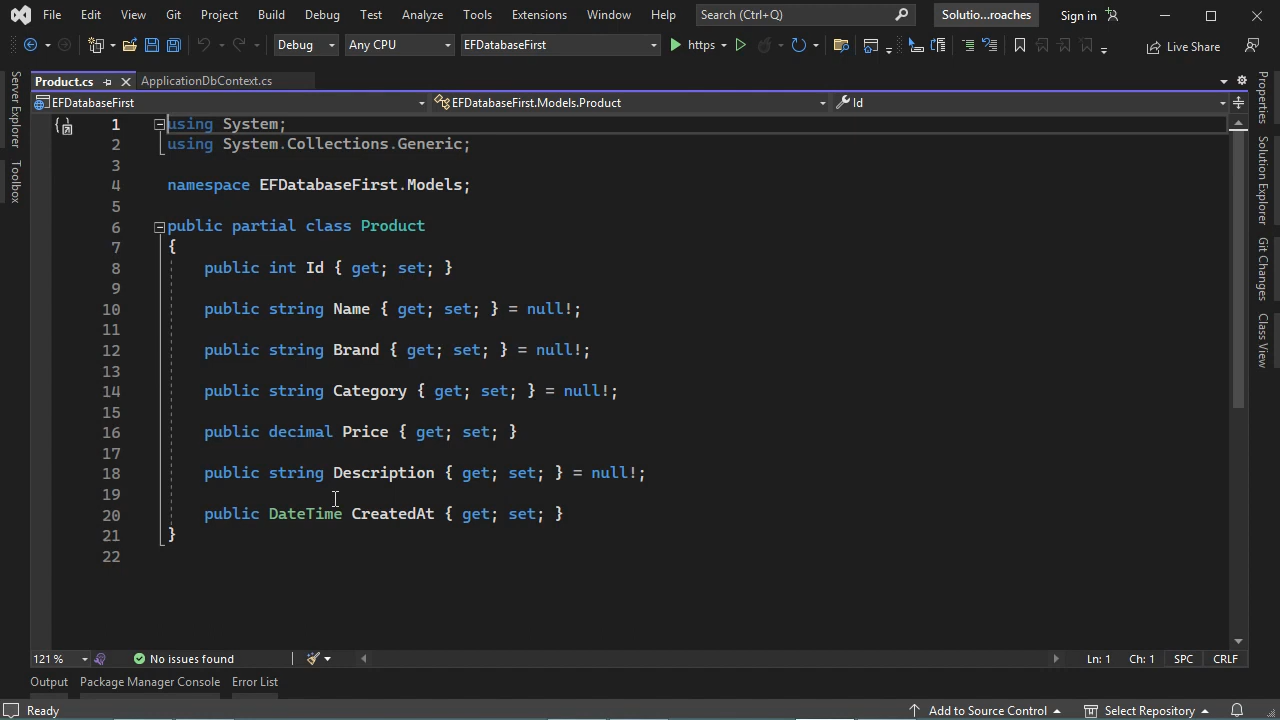 File Edit View Git Project Build Debug Test Analyze Tools Extensions Window Help Search (Ctrl+Q) Solutio...roaches Sign in
Debug Any CPU EFDatabaseFirst https Live Share
Product.cs ApplicationDbContext.cs
EFDatabaseFirst EFDatabaseFirst.Models.Product Id
Server Explorer
Toolbox
1 using System;
2 using System.Collections.Generic;
3
4 namespace EFDatabaseFirst.Models;
5
6 public partial class Product
7 {
8 public int Id { get; set; }
9
10 public string Name { get; set; } = null!;
11
12 public string Brand { get; set; } = null!;
13
14 public string Category { get; set; } = null!;
15
16 public decimal Price { get; set; }
17
18 public string Description { get; set; } = null!;
19
20 public DateTime CreatedAt { get; set; }
21 }
22
Properties
Solution Explorer
Git Changes
Class View
121 % No issues found Ln: 1 Ch: 1 SPC CRLF
Output Package Manager Console Error List
Ready Add to Source Control Select Repository